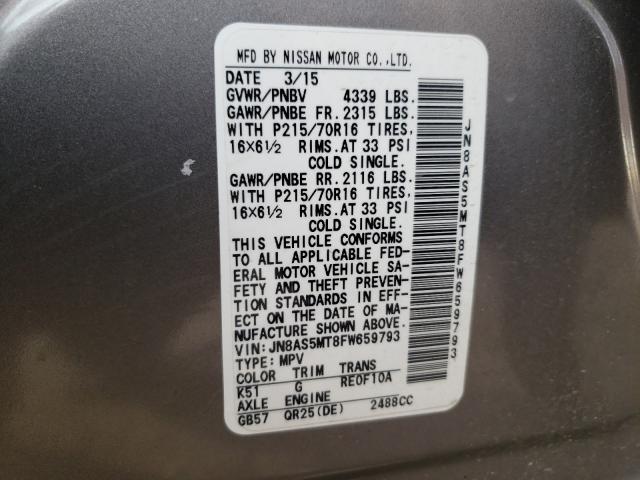 MFD BY NISSAN MOTOR CO.,LTD.
DATE 3/15
GVWR/PNBV 4339 LBS.
GAWR/PNBE FR. 2315 LBS.
WITH P215/70R16 TIRES,
16×6½ RIMS. AT 33 PSI
COLD SINGLE.
GAWR/PNBE RR. 2116 LBS.
WITH P215/70R16 TIRES,
16×6½ RIMS. AT 33 PSI
COLD SINGLE.
THIS VEHICLE CONFORMS
TO ALL APPLICABLE FED-
ERAL MOTOR VEHICLE SA-
FETY AND THEFT PREVEN-
TION STANDARDS IN EFF-
ECT ON THE DATE OF MA-
NUFACTURE SHOWN ABOVE.
VIN: JN8AS5MT8FW659793
TYPE: MPV
COLOR TRIM TRANS
K51 G RE0F10A
AXLE ENGINE
GB57 QR25(DE) 2488CC
JN8AS5MT8FW659793